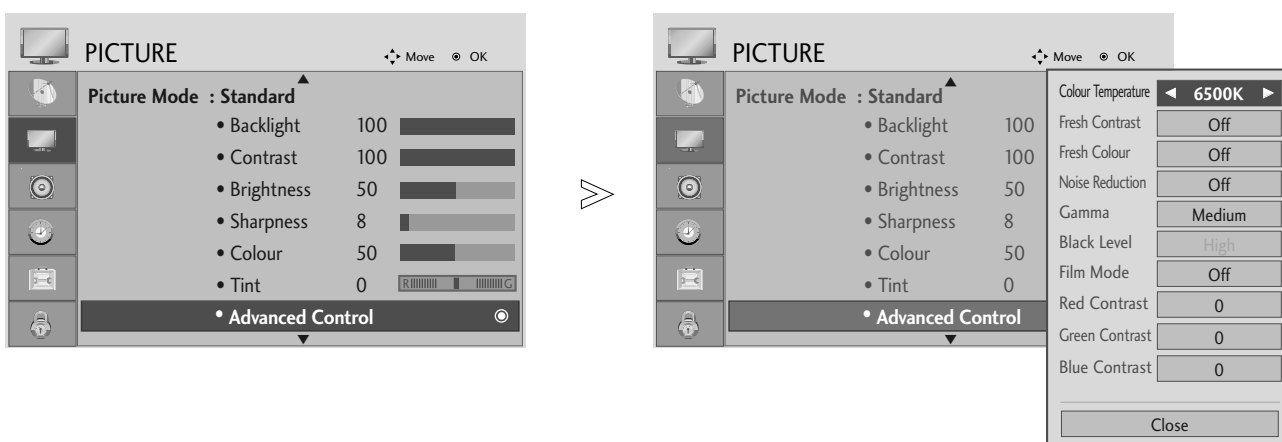 PICTURE
Move OK
Picture Mode : Standard
• Backlight 100
• Contrast 100
• Brightness 50
• Sharpness 8
• Colour 50
• Tint 0 R G
• Advanced Control
PICTURE
Move OK
Picture Mode : Standard
• Backlight 100
• Contrast 100
• Brightness 50
• Sharpness 8
• Colour 50
• Tint 0
• Advanced Control
Colour Temperature 6500K
Fresh Contrast Off
Fresh Colour Off
Noise Reduction Off
Gamma Medium
Black Level High
Film Mode Off
Red Contrast 0
Green Contrast 0
Blue Contrast 0
Close